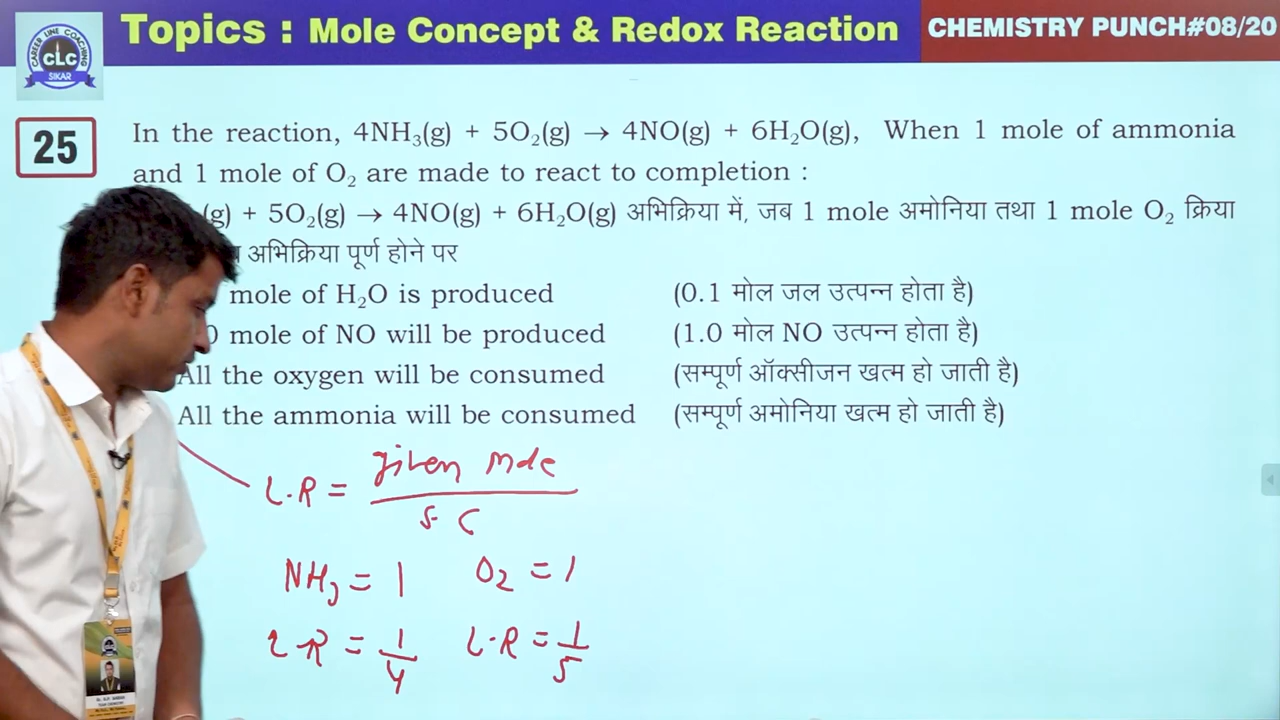 Topics : Mole Concept & Redox Reaction
CHEMISTRY PUNCH#08/20
CAREER LINE COACHING
CLC
SIKAR
25
In the reaction, 4NH₃(g) + 5O₂(g) → 4NO(g) + 6H₂O(g), When 1 mole of ammonia
and 1 mole of O₂ are made to react to completion :
(g) + 5O₂(g) → 4NO(g) + 6H₂O(g) अभिक्रिया में, जब 1 mole अमोनिया तथा 1 mole O₂ क्रिया
अभिक्रिया पूर्ण होने पर
mole of H₂O is produced (0.1 मोल जल उत्पन्न होता है)
0 mole of NO will be produced (1.0 मोल NO उत्पन्न होता है)
All the oxygen will be consumed (सम्पूर्ण ऑक्सीजन खत्म हो जाती है)
All the ammonia will be consumed (सम्पूर्ण अमोनिया खत्म हो जाती है)
L.R = given mole
S.C
NH₃ = 1 O₂ = 1
L.R = 1/4 L.R = 1/5